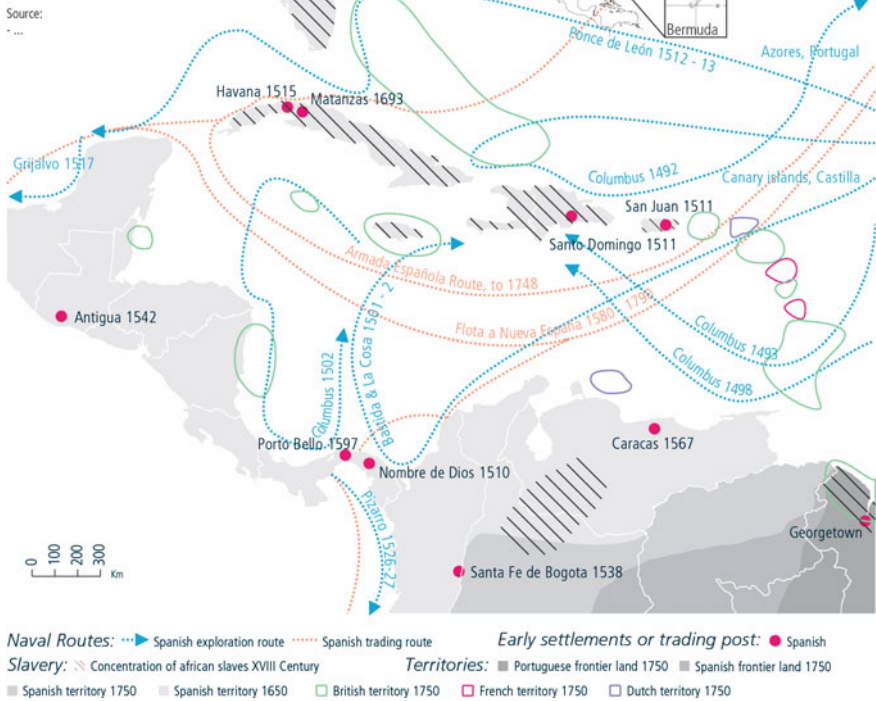 Source:
- ...
Bermuda
Ponce de León 1512 - 13
Azores, Portugal
Havana 1515
Matanzas 1693
Grijalvo 1517
Columbus 1492
Canary islands, Castilla
San Juan 1511
Santo Domingo 1511
Armada Española Route, to 1748
Antigua 1542
Flota a Nueva España 1580 - 1790
Bastida & La Cosa 1501 - 2
Columbus 1502
Columbus 1493
Columbus 1498
Porto Bello 1597
Caracas 1567
Nombre de Dios 1510
Pizarro 1526-27
Georgetown
Santa Fe de Bogota 1538
0 100 200 300
Km
Naval Routes: Spanish exploration route Spanish trading route Early settlements or trading post: Spanish
Slavery: Concentration of african slaves XVIII Century Territories: Portuguese frontier land 1750 Spanish frontier land 1750
Spanish territory 1750 Spanish territory 1650 British territory 1750 French territory 1750 Dutch territory 1750